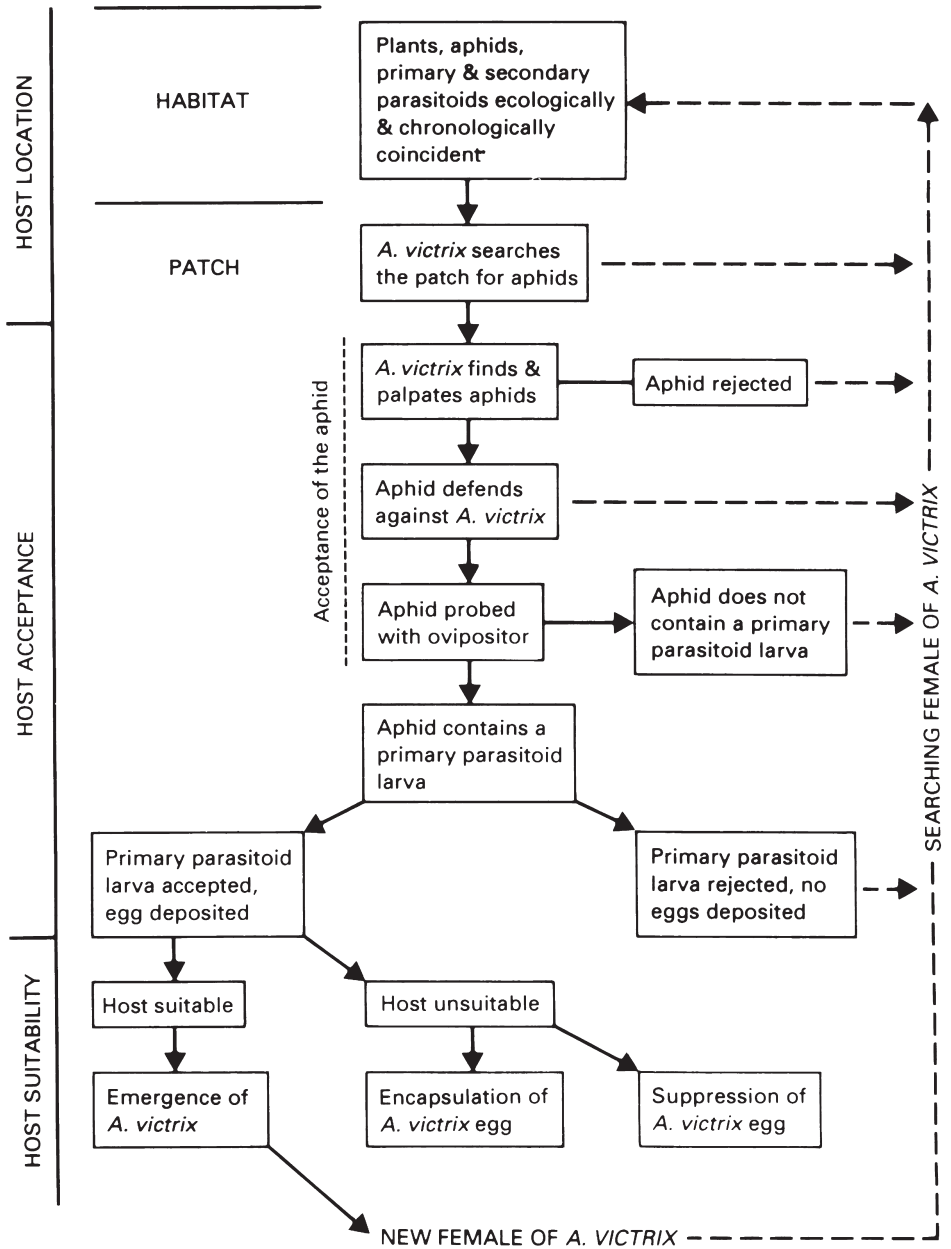 HOST LOCATION
HABITAT
Plants, aphids,
primary & secondary
parasitoids ecologically
& chronologically
coincident
PATCH
A. victrix searches
the patch for aphids
HOST ACCEPTANCE
Acceptance of the aphid
A. victrix finds &
palpates aphids
Aphid rejected
Aphid defends
against A. victrix
Aphid probed
with ovipositor
Aphid does not
contain a primary
parasitoid larva
Aphid contains a
primary parasitoid
larva
Primary parasitoid
larva accepted,
egg deposited
Primary parasitoid
larva rejected, no
eggs deposited
SEARCHING FEMALE OF A. VICTRIX
HOST SUITABILITY
Host suitable
Host unsuitable
Emergence of
A. victrix
Encapsulation of
A. victrix egg
Suppression of
A. victrix egg
NEW FEMALE OF A. VICTRIX